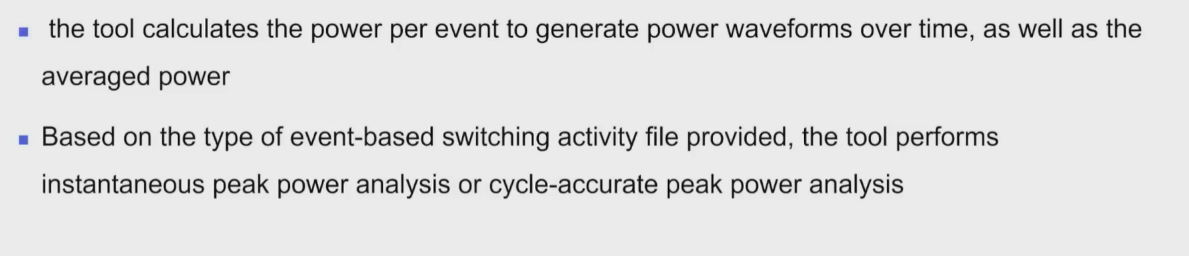 the tool calculates the power per event to generate power waveforms over time, as well as the
averaged power
Based on the type of event-based switching activity file provided, the tool performs
instantaneous peak power analysis or cycle-accurate peak power analysis